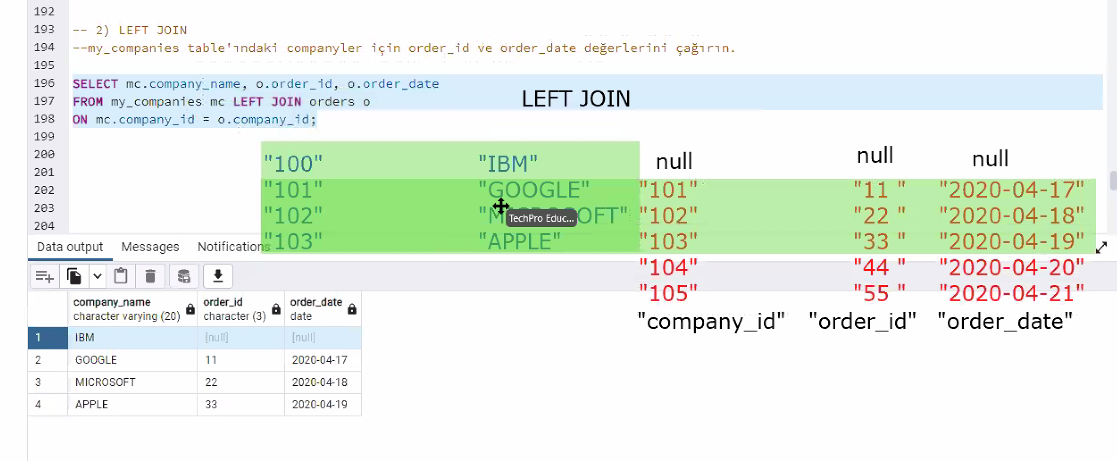 192
193 -- 2) LEFT JOIN
194 --my_companies table'ındaki companyler için order_id ve order_date değerlerini çağırın.
195
196 SELECT mc.company_name, o.order_id, o.order_date
197 FROM my_companies mc LEFT JOIN orders o
LEFT JOIN
198 ON mc.company_id = o.company_id;
199
200
201
202
203
204
"100" "IBM" null null null
"101" "GOOGLE" "101" "11 " "2020-04-17"
"102" "MICROSOFT" "102" "22 " "2020-04-18"
TechPro Educ...
"103" "APPLE" "103" "33 " "2020-04-19"
"104" "44 " "2020-04-20"
"105" "55 " "2020-04-21"
"company_id" "order_id" "order_date"
Data output Messages Notifications
company_name order_id order_date
character varying (20) character (3) date
1 IBM [null] [null]
2 GOOGLE 11 2020-04-17
3 MICROSOFT 22 2020-04-18
4 APPLE 33 2020-04-19